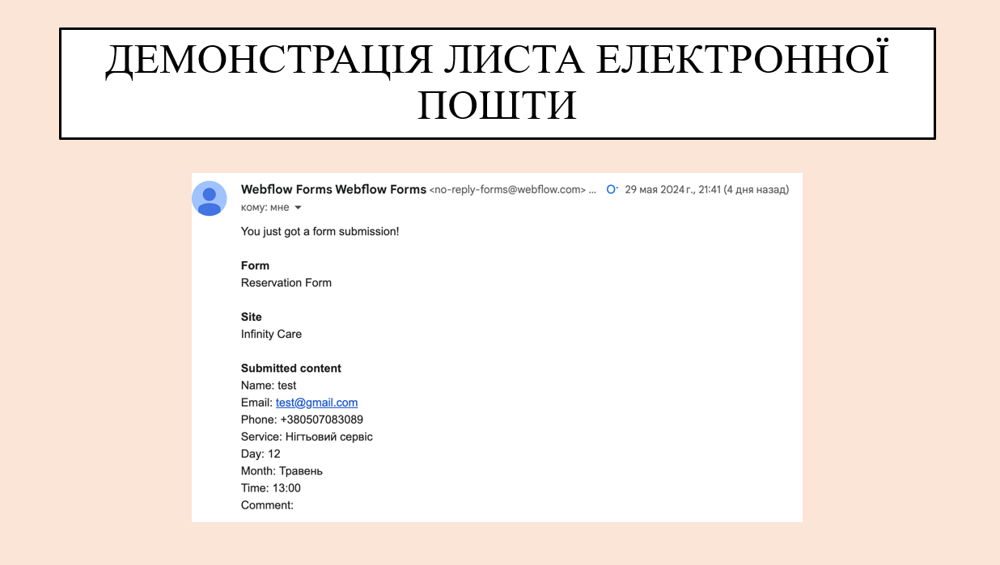 ДЕМОНСТРАЦІЯ ЛИСТА ЕЛЕКТРОННОЇ
ПОШТИ
Webflow Forms Webflow Forms <no-reply-forms@webflow.com> ... 29 мая 2024 г., 21:41 (4 дня назад)
кому: мне
You just got a form submission!
Form
Reservation Form
Site
Infinity Care
Submitted content
Name: test
Email: test@gmail.com
Phone: +380507083089
Service: Нігтьовий сервіс
Day: 12
Month: Травень
Time: 13:00
Comment: